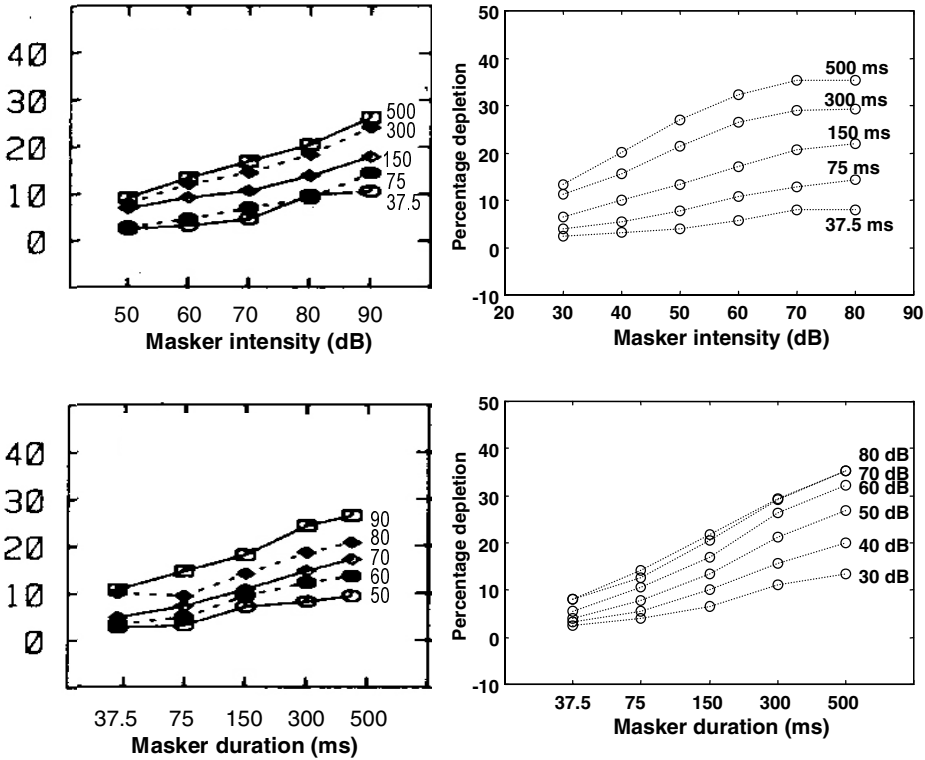 40
30
20
10
0
500
300
150
75
37.5
50 60 70 80 90
Masker intensity (dB)
50
40
30
20
10
0
-10
Percentage depletion
500 ms
300 ms
150 ms
75 ms
37.5 ms
20 30 40 50 60 70 80 90
Masker intensity (dB)
40
30
20
10
0
90
80
70
60
50
37.5 75 150 300 500
Masker duration (ms)
50
40
30
20
10
0
-10
Percentage depletion
80 dB
70 dB
60 dB
50 dB
40 dB
30 dB
37.5 75 150 300 500
Masker duration (ms)